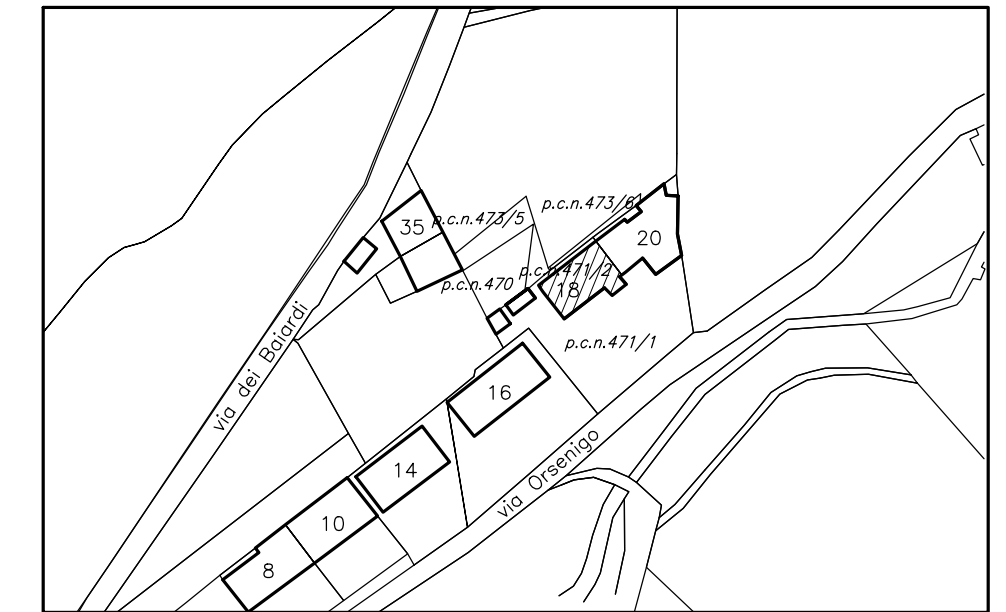 p.c.n.473/6
p.c.n.473/5
35
20
p.c.n.471/2
p.c.n.470
18
p.c.n.471/1
via dei Baiardi
16
14
via Orsenigo
10
8